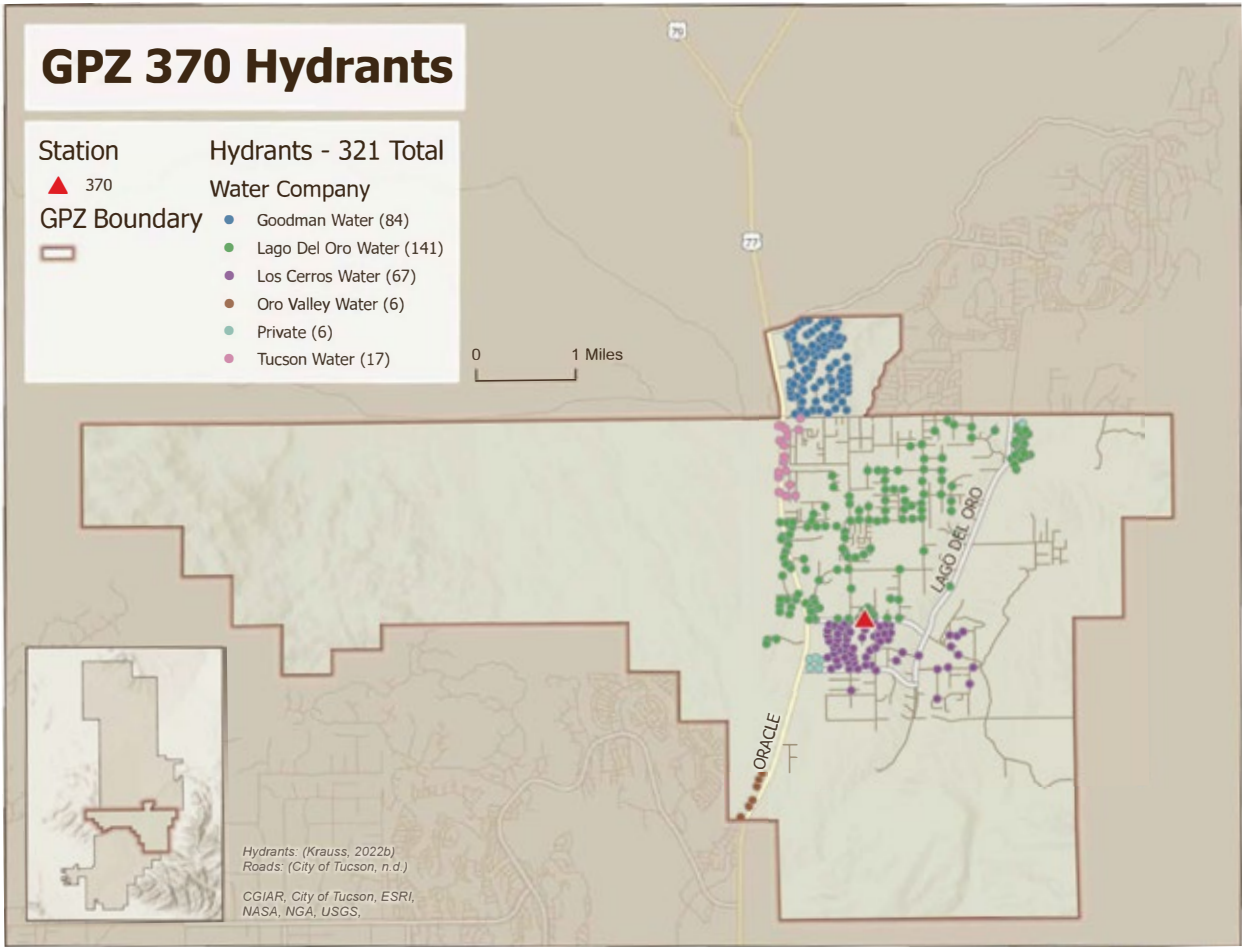 GPZ 370 Hydrants
Station
370
GPZ Boundary
Hydrants - 321 Total
Water Company
Goodman Water (84)
Lago Del Oro Water (141)
Los Cerros Water (67)
Oro Valley Water (6)
Private (6)
Tucson Water (17)
0 1 Miles
79
77
LAGO DEL ORO
ORACLE
Hydrants: (Krauss, 2022b)
Roads: (City of Tucson, n.d.)
CGIAR, City of Tucson, ESRI,
NASA, NGA, USGS,